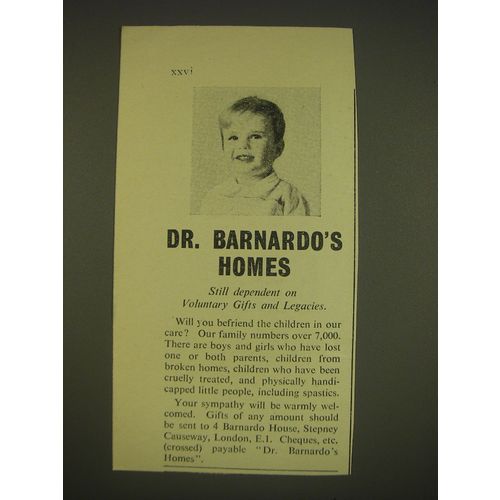 xxvi
DR. BARNARDO'S
HOMES
Still dependent on
Voluntary Gifts and Legacies.
Will you befriend the children in our
care? Our family numbers over 7,000.
There are boys and girls who have lost
one or both parents, children from
broken homes, children who have been
cruelly treated, and physically handi-
capped little people, including spastics.
Your sympathy will be warmly wel-
comed. Gifts of any amount should
be sent to 4 Barnardo House, Stepney
Causeway, London, E.1. Cheques, etc.
(crossed) payable "Dr. Barnardo's
Homes".